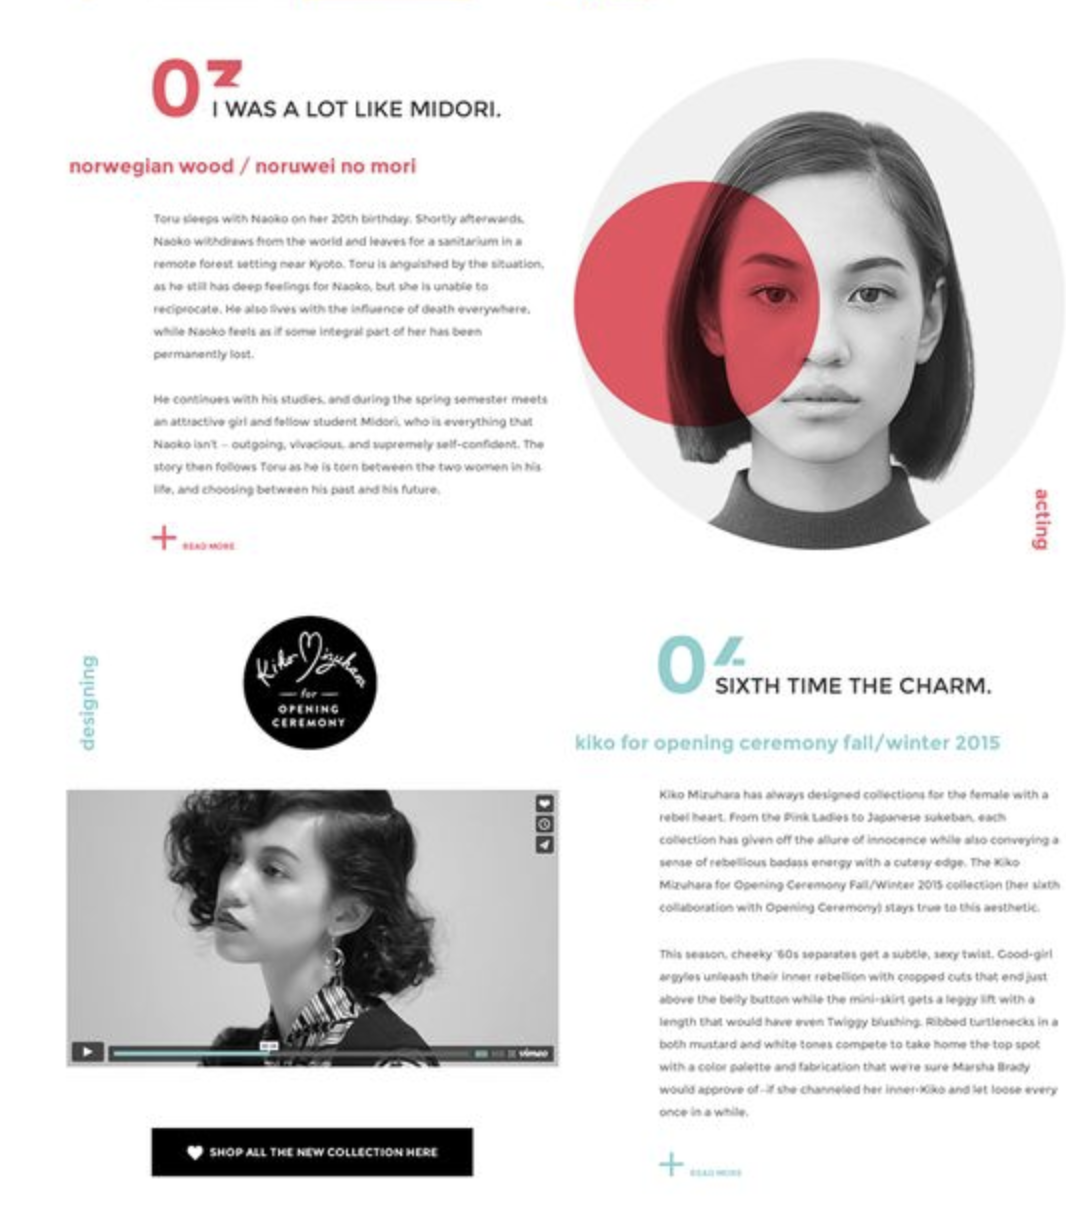 03
I WAS A LOT LIKE MIDORI.
norwegian wood / noruwei no mori
Toru sleeps with Naoko on her 20th birthday. Shortly afterwards,
Naoko withdraws from the world and leaves for a sanitarium in a
remote forest setting near Kyoto. Toru is anguished by the situation,
as he still has deep feelings for Naoko, but she is unable to
reciprocate. He also lives with the influence of death everywhere,
while Naoko feels as if some integral part of her has been
permanently lost.
He continues with his studies, and during the spring semester meets
an attractive girl and fellow student Midori, who is everything that
Naoko isn't – outgoing, vivacious, and supremely self-confident. The
story then follows Toru as he is torn between the two women in his
life, and choosing between his past and his future.
+ READ MORE
acting
designing
Kiko Mizuhara
for
OPENING
CEREMONY
vimeo
SHOP ALL THE NEW COLLECTION HERE
04
SIXTH TIME THE CHARM.
kiko for opening ceremony fall/winter 2015
Kiko Mizuhara has always designed collections for the female with a
rebel heart. From the Pink Ladies to Japanese sukeban, each
collection has given off the allure of innocence while also conveying a
sense of rebellious badass energy with a cutesy edge. The Kiko
Mizuhara for Opening Ceremony Fall/Winter 2015 collection (her sixth
collaboration with Opening Ceremony) stays true to this aesthetic.
This season, cheeky '60s separates get a subtle, sexy twist. Good-girl
argyles unleash their inner rebellion with cropped cuts that end just
above the belly button while the mini-skirt gets a leggy lift with a
length that would have even Twiggy blushing. Ribbed turtlenecks in a
both mustard and white tones compete to take home the top spot
with a color palette and fabrication that we're sure Marsha Brady
would approve of–if she channeled her inner-Kiko and let loose every
once in a while.
+ READ MORE